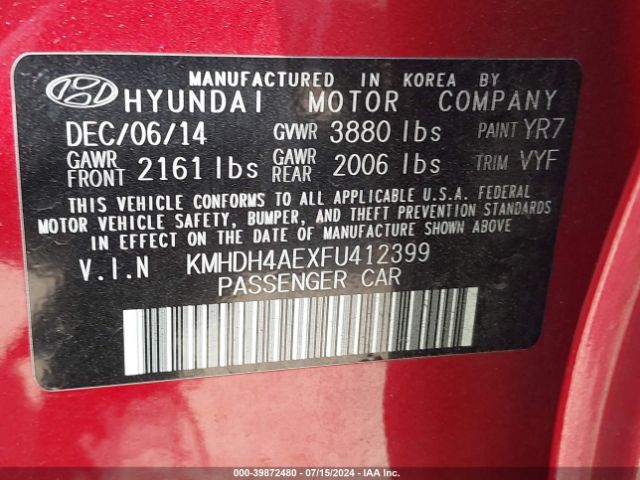 MANUFACTURED IN KOREA BY
HYUNDAI MOTOR COMPANY
DEC/06/14 GVWR 3880 lbs PAINT YR7
GAWR FRONT 2161 lbs GAWR REAR 2006 lbs TRIM VYF
THIS VEHICLE CONFORMS TO ALL APPLICABLE U.S.A. FEDERAL
MOTOR VEHICLE SAFETY, BUMPER, AND THEFT PREVENTION STANDARDS
IN EFFECT ON THE DATE OF MANUFACTURE SHOWN ABOVE.
V.I.N KMHDH4AEXFU412399
PASSENGER CAR
000-39872480 - 07/15/2024 - IAA Inc.